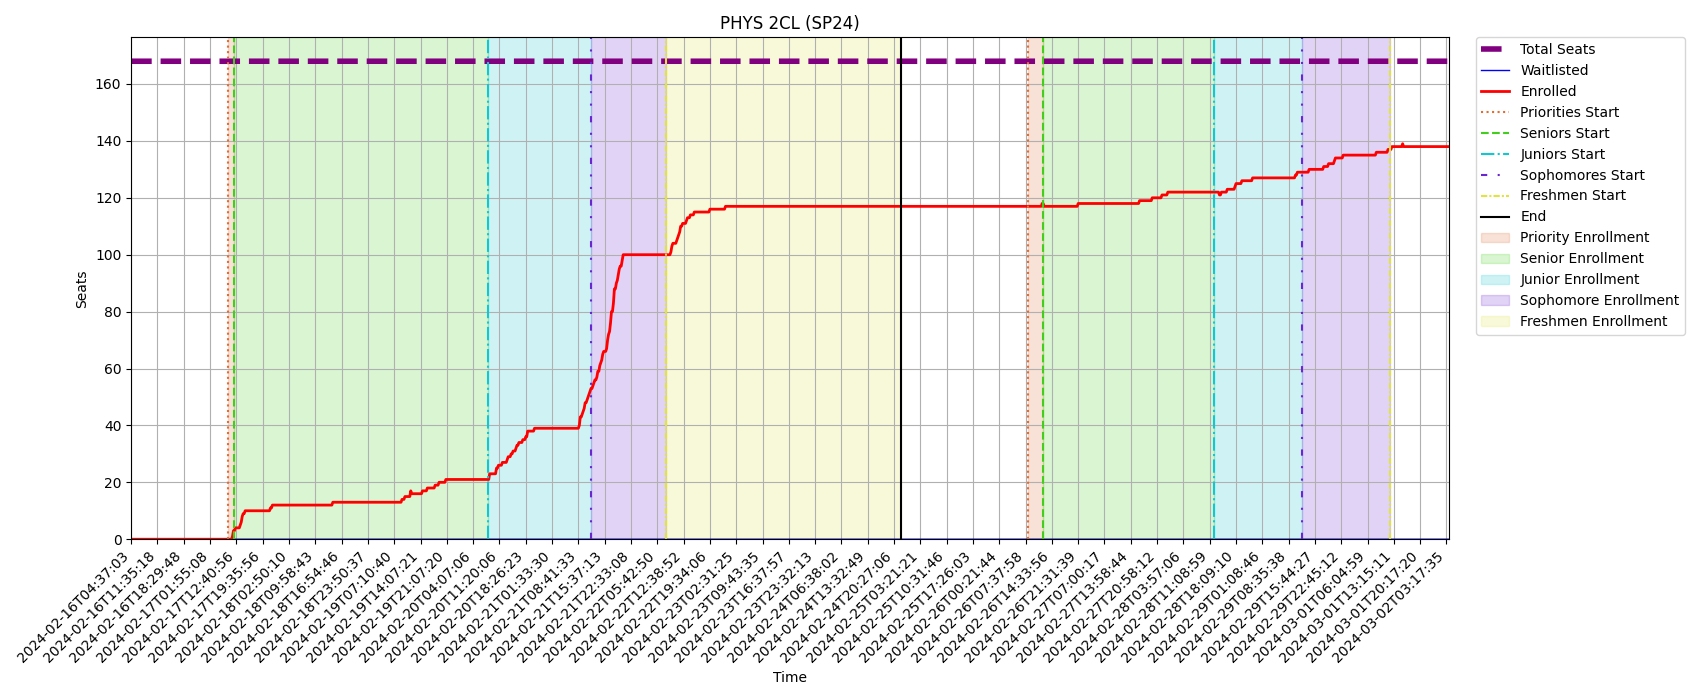 PHYS 2CL (SP24)
Seats
160
140
120
100
80
60
40
20
0
2024-02-16T04:37:03
2024-02-16T11:35:18
2024-02-16T18:29:48
2024-02-17T01:55:08
2024-02-17T12:40:56
2024-02-17T19:35:56
2024-02-18T02:50:10
2024-02-18T09:58:43
2024-02-18T16:54:46
2024-02-18T23:50:37
2024-02-19T07:10:40
2024-02-19T14:07:21
2024-02-19T21:07:20
2024-02-20T04:07:06
2024-02-20T11:20:06
2024-02-20T18:26:23
2024-02-21T01:33:30
2024-02-21T08:41:33
2024-02-21T15:37:13
2024-02-21T22:33:08
2024-02-22T05:42:50
2024-02-22T12:38:52
2024-02-22T19:34:06
2024-02-23T02:31:25
2024-02-23T09:43:35
2024-02-23T16:37:57
2024-02-23T23:32:13
2024-02-24T06:38:02
2024-02-24T13:32:49
2024-02-24T20:27:06
2024-02-25T03:21:21
2024-02-25T10:31:46
2024-02-25T17:26:03
2024-02-26T00:21:44
2024-02-26T07:37:58
2024-02-26T14:33:56
2024-02-26T21:31:39
2024-02-27T07:00:17
2024-02-27T13:58:44
2024-02-27T20:58:12
2024-02-28T03:57:06
2024-02-28T11:08:59
2024-02-28T18:09:10
2024-02-29T01:08:46
2024-02-29T08:35:38
2024-02-29T15:44:27
2024-02-29T22:45:12
2024-03-01T06:04:59
2024-03-01T13:15:11
2024-03-01T20:17:20
2024-03-02T03:17:35
Time
Total Seats
Waitlisted
Enrolled
Priorities Start
Seniors Start
Juniors Start
Sophomores Start
Freshmen Start
End
Priority Enrollment
Senior Enrollment
Junior Enrollment
Sophomore Enrollment
Freshmen Enrollment